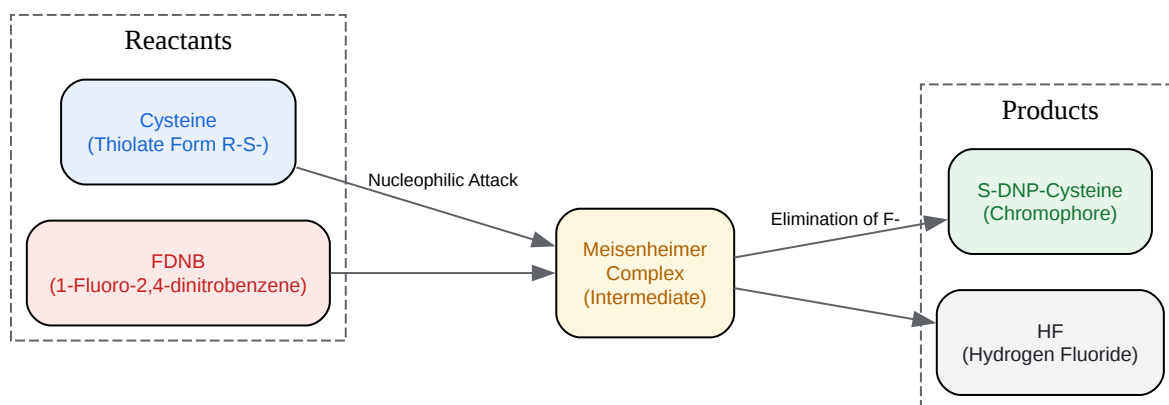 Reactants
Cysteine
(Thiolate Form R-S-)
FDNB
(1-Fluoro-2,4-dinitrobenzene)
Nucleophilic Attack
Meisenheimer
Complex
(Intermediate)
Elimination of F-
Products
S-DNP-Cysteine
(Chromophore)
HF
(Hydrogen Fluoride)